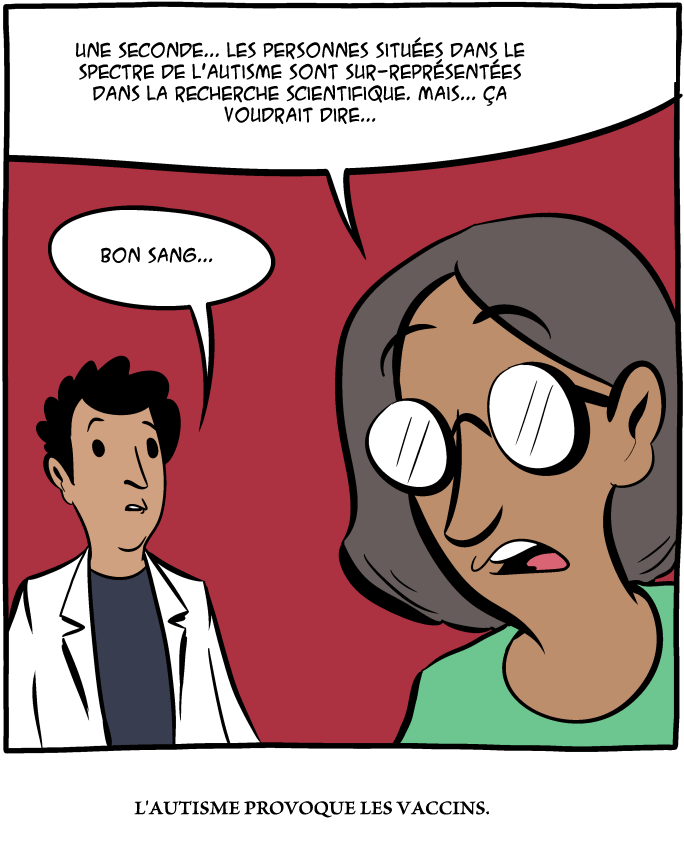 UNE SECONDE... LES PERSONNES SITUÉES DANS LE
SPECTRE DE L'AUTISME SONT SUR-REPRÉSENTÉES
DANS LA RECHERCHE SCIENTIFIQUE. MAIS... ÇA
VOUDRAIT DIRE...
BON SANG...
L'AUTISME PROVOQUE LES VACCINS.